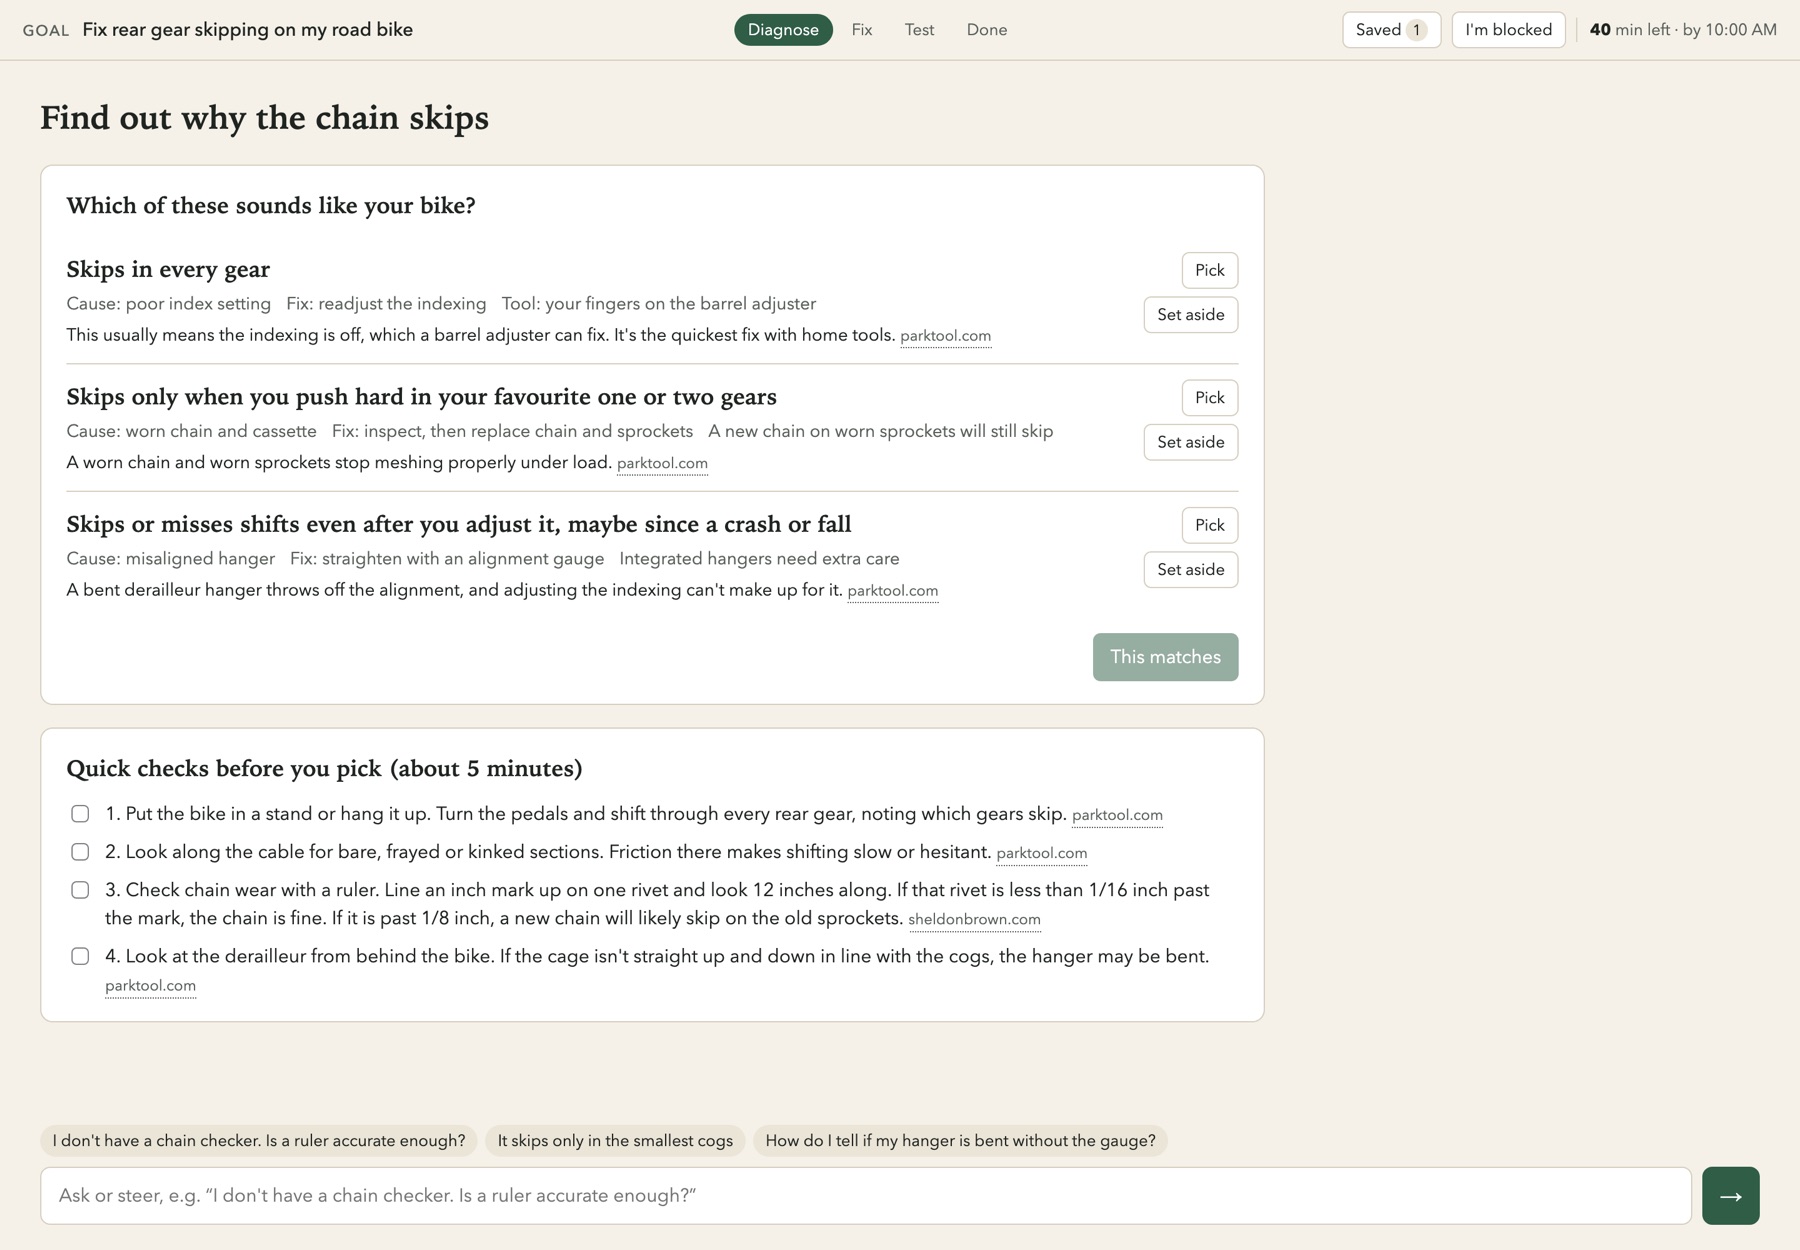 GOAL Fix rear gear skipping on my road bike
Diagnose Fix Test Done
Saved 1 I'm blocked 40 min left · by 10:00 AM
Find out why the chain skips
Which of these sounds like your bike?
Skips in every gear
Pick
Cause: poor index setting Fix: readjust the indexing Tool: your fingers on the barrel adjuster
Set aside
This usually means the indexing is off, which a barrel adjuster can fix. It's the quickest fix with home tools. parktool.com
Skips only when you push hard in your favourite one or two gears
Pick
Cause: worn chain and cassette Fix: inspect, then replace chain and sprockets A new chain on worn sprockets will still skip
Set aside
A worn chain and worn sprockets stop meshing properly under load. parktool.com
Skips or misses shifts even after you adjust it, maybe since a crash or fall
Pick
Cause: misaligned hanger Fix: straighten with an alignment gauge Integrated hangers need extra care
Set aside
A bent derailleur hanger throws off the alignment, and adjusting the indexing can't make up for it. parktool.com
This matches
Quick checks before you pick (about 5 minutes)
1. Put the bike in a stand or hang it up. Turn the pedals and shift through every rear gear, noting which gears skip. parktool.com
2. Look along the cable for bare, frayed or kinked sections. Friction there makes shifting slow or hesitant. parktool.com
3. Check chain wear with a ruler. Line an inch mark up on one rivet and look 12 inches along. If that rivet is less than 1/16 inch past
the mark, the chain is fine. If it is past 1/8 inch, a new chain will likely skip on the old sprockets. sheldonbrown.com
4. Look at the derailleur from behind the bike. If the cage isn't straight up and down in line with the cogs, the hanger may be bent.
parktool.com
I don't have a chain checker. Is a ruler accurate enough? It skips only in the smallest cogs How do I tell if my hanger is bent without the gauge?
Ask or steer, e.g. “I don't have a chain checker. Is a ruler accurate enough?” →